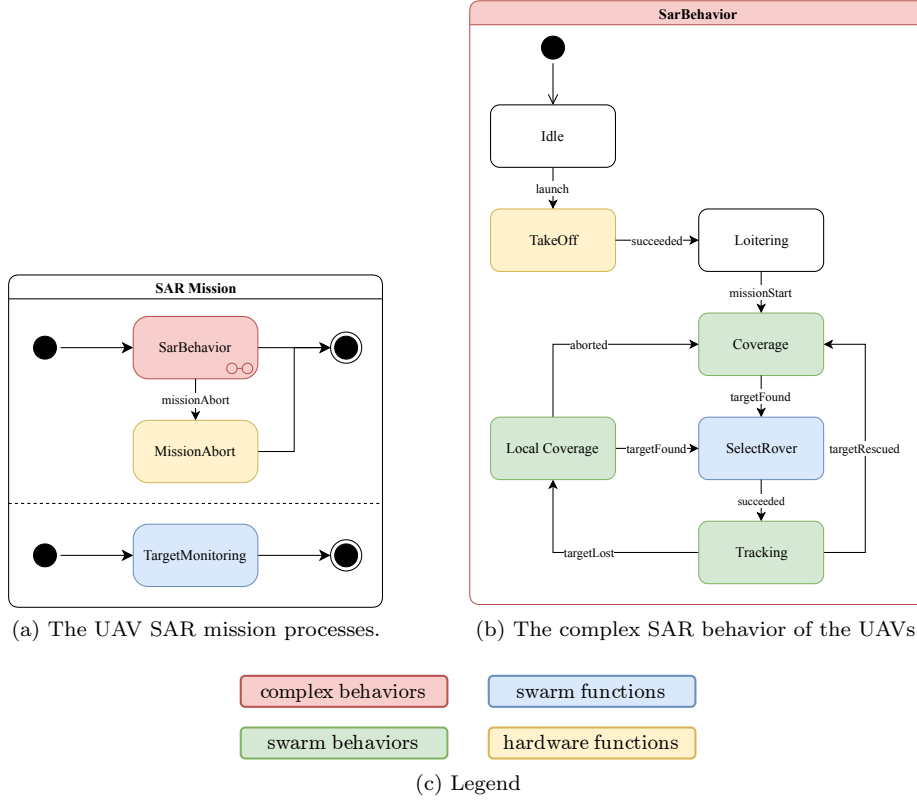 SAR Mission
SarBehavior
missionAbort
MissionAbort
TargetMonitoring
(a) The UAV SAR mission processes.
SarBehavior
Idle
launch
TakeOff
succeeded
Loitering
missionStart
aborted
Coverage
targetFound
Local Coverage
targetFound
SelectRover
targetRescued
succeeded
targetLost
Tracking
(b) The complex SAR behavior of the UAVs
complex behaviors
swarm functions
swarm behaviors
hardware functions
(c) Legend